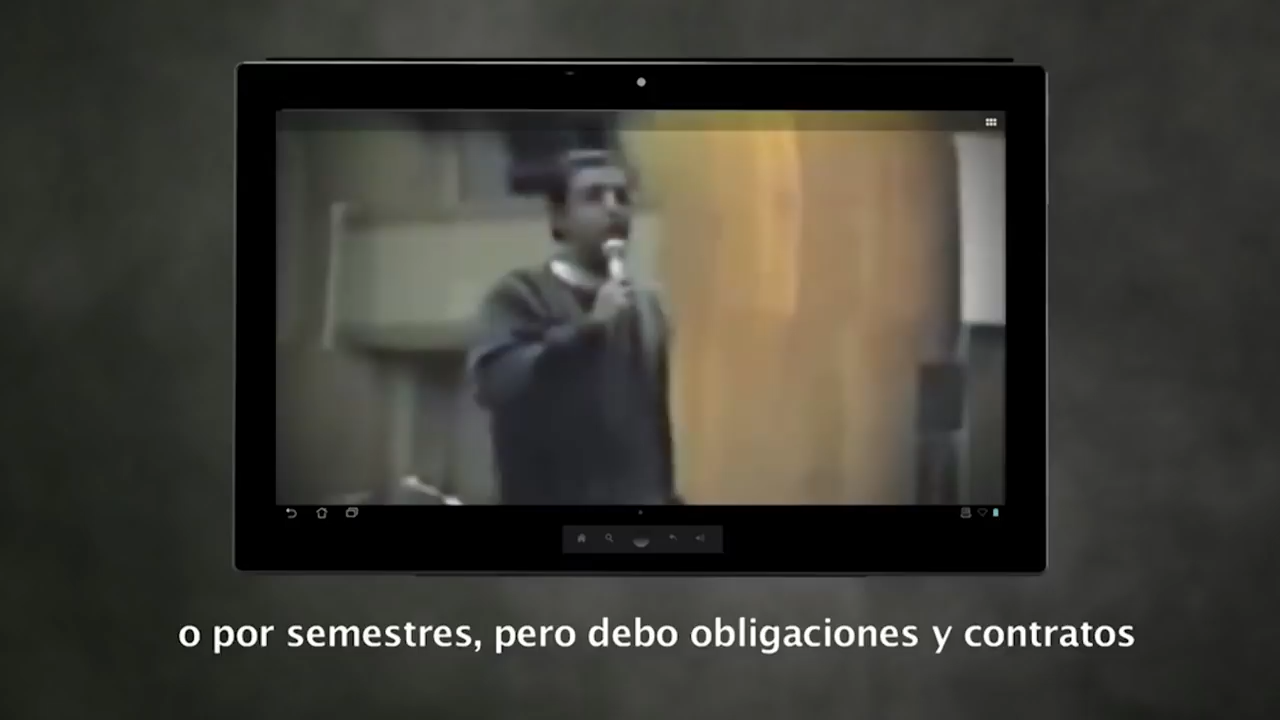 o por semestres, pero debo obligaciones y contratos